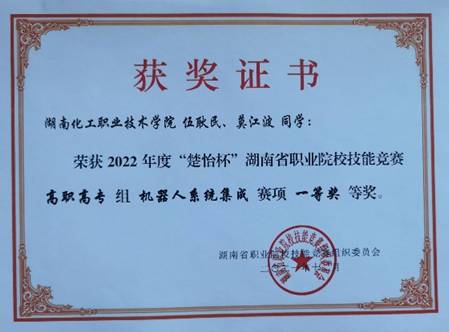 获奖证书
湖南化工职业技术学院 伍耿民、莫江波 同学：
荣获 2022 年度“楚怡杯”湖南省职业院校技能竞赛
高职高专 组 机器人系统集成 赛项 一等奖 等奖。
湖南省职业院校技能竞赛组织委员会